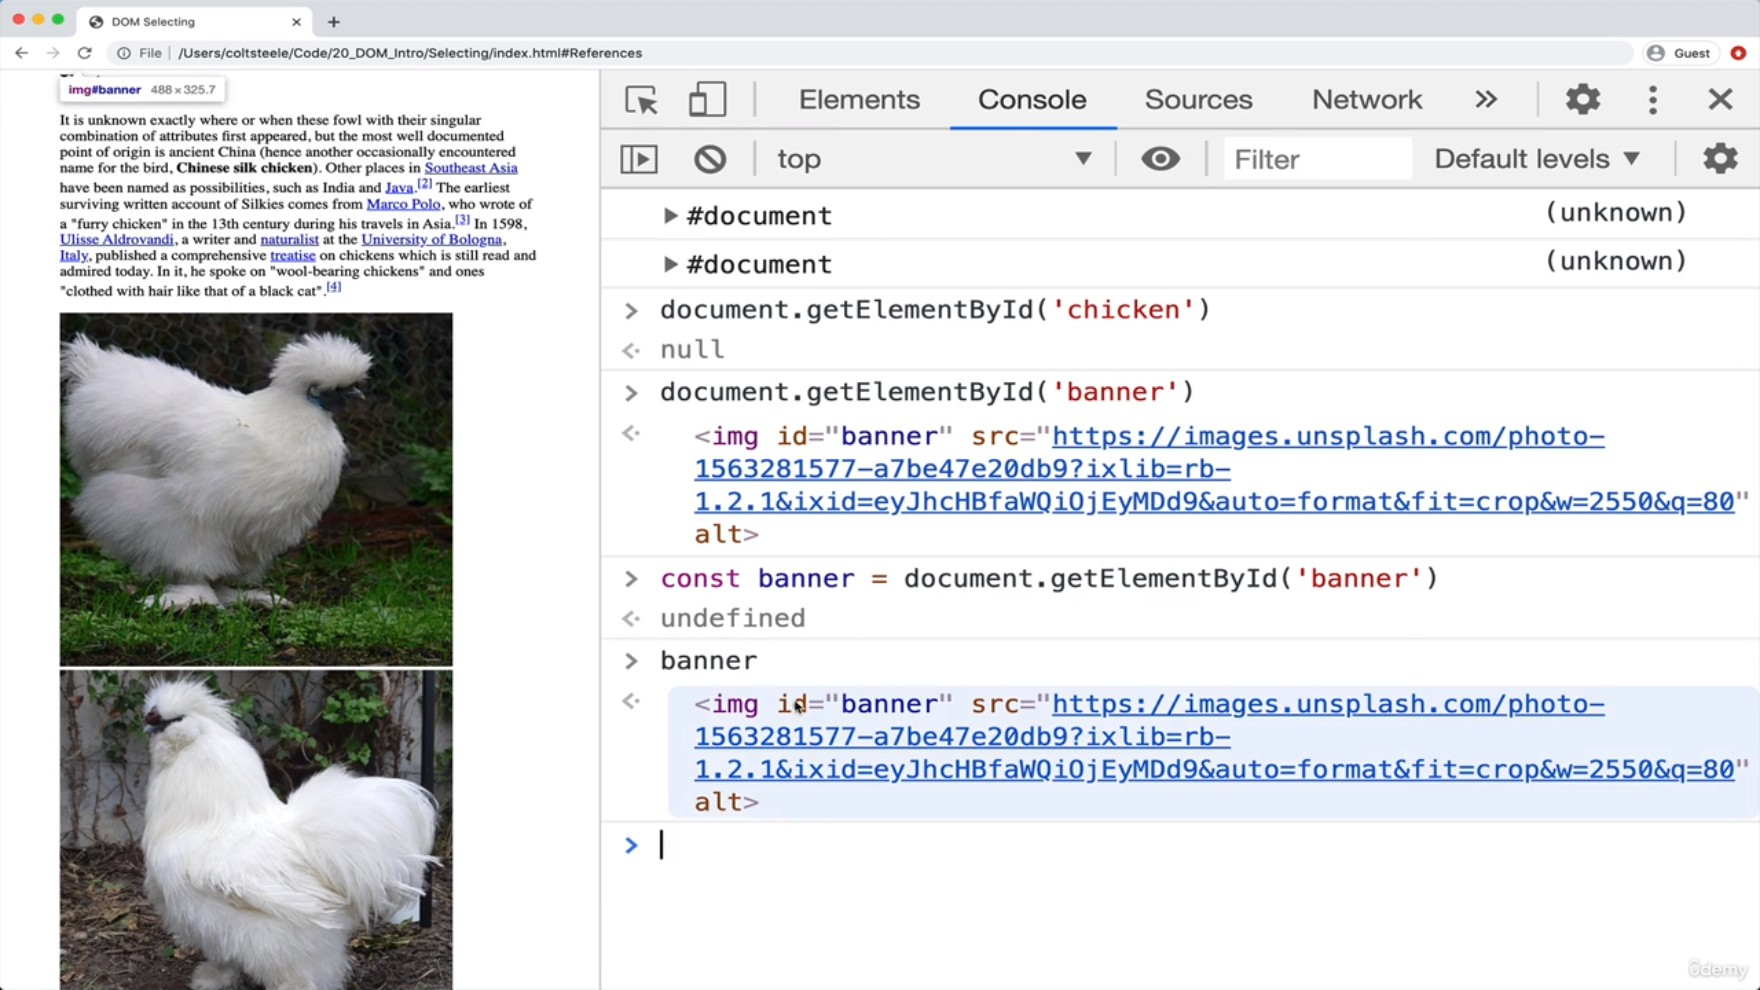 DOM Selecting
File /Users/coltsteele/Code/20_DOM_Intro/Selecting/index.html#References
Guest
img#banner 488 × 325.7
It is unknown exactly where or when these fowl with their singular
combination of attributes first appeared, but the most well documented
point of origin is ancient China (hence another occasionally encountered
name for the bird, Chinese silk chicken). Other places in Southeast Asia
have been named as possibilities, such as India and Java.[2] The earliest
surviving written account of Silkies comes from Marco Polo, who wrote of
a "furry chicken" in the 13th century during his travels in Asia.[3] In 1598,
Ulisse Aldrovandi, a writer and naturalist at the University of Bologna,
Italy, published a comprehensive treatise on chickens which is still read and
admired today. In it, he spoke on "wool-bearing chickens" and ones
"clothed with hair like that of a black cat".[4]
Elements Console Sources Network
top Filter Default levels
#document (unknown)
#document (unknown)
document.getElementById('chicken')
null
document.getElementById('banner')
<img id="banner" src="https://images.unsplash.com/photo-
1563281577-a7be47e20db9?ixlib=rb-
1.2.1&ixid=eyJhcHBfaWQiOjEyMDd9&auto=format&fit=crop&w=2550&q=80"
alt>
const banner = document.getElementById('banner')
undefined
banner
<img id="banner" src="https://images.unsplash.com/photo-
1563281577-a7be47e20db9?ixlib=rb-
1.2.1&ixid=eyJhcHBfaWQiOjEyMDd9&auto=format&fit=crop&w=2550&q=80"
alt>
ûdemy